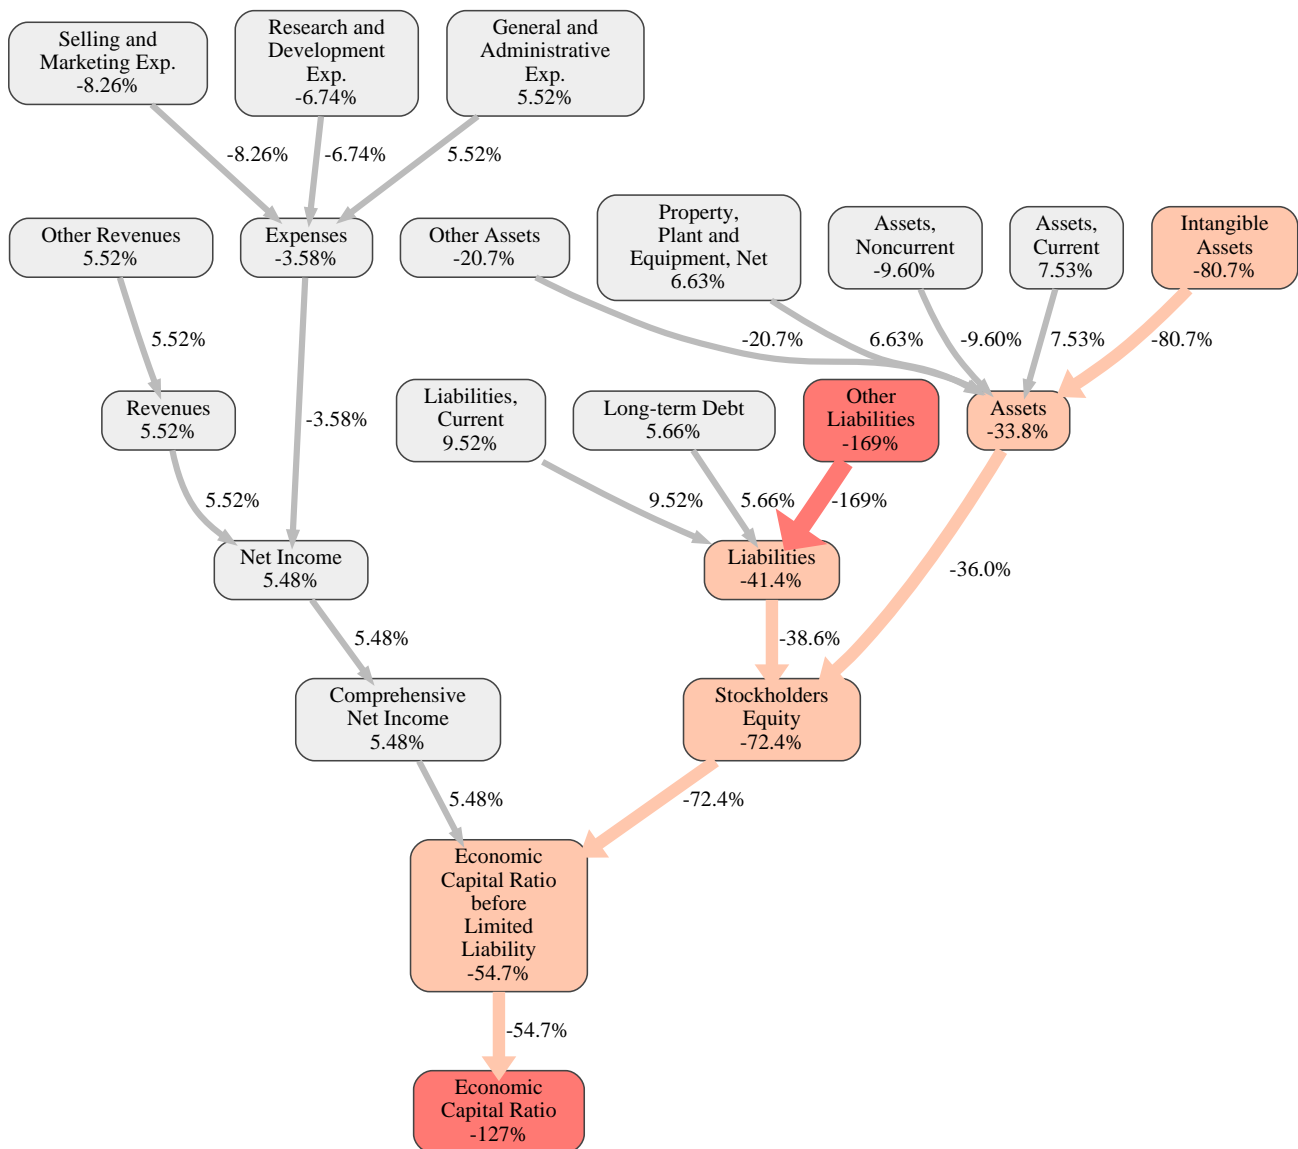 Selling and
Marketing Exp.
-8.26%
Research and
Development
Exp.
-6.74%
General and
Administrative
Exp.
5.52%
-8.26%
-6.74%
5.52%
Other Revenues
5.52%
Expenses
-3.58%
Other Assets
-20.7%
Property,
Plant and
Equipment, Net
6.63%
Assets,
Noncurrent
-9.60%
Assets,
Current
7.53%
Intangible
Assets
-80.7%
5.52%
-20.7%
6.63%
-9.60%
7.53%
-80.7%
Revenues
5.52%
-3.58%
Liabilities,
Current
9.52%
Long-term Debt
5.66%
Other
Liabilities
-169%
Assets
-33.8%
5.52%
9.52%
5.66%
-169%
Net Income
5.48%
Liabilities
-41.4%
-36.0%
5.48%
-38.6%
Comprehensive
Net Income
5.48%
Stockholders
Equity
-72.4%
5.48%
-72.4%
Economic
Capital Ratio
before
Limited
Liability
-54.7%
-54.7%
Economic
Capital Ratio
-127%